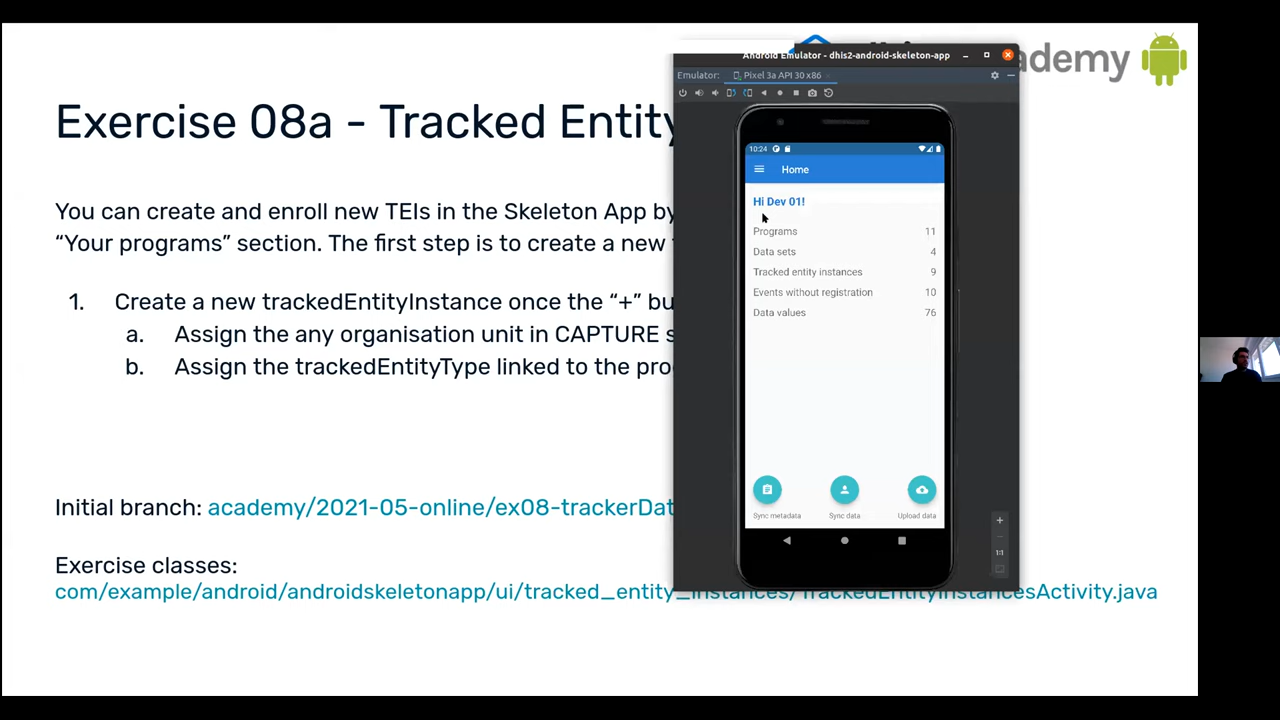 Android Emulator - dhis2-android-skeleton-app
ademy
Emulator: Pixel 3a API 30 x86
Exercise 08a - Tracked Entity
10:24
Home
Hi Dev 01!
Programs 11
Data sets 4
Tracked entity instances 9
Events without registration 10
Data values 76
Sync metadata Sync data Upload data
1:1
You can create and enroll new TEIs in the Skeleton App by
“Your programs” section. The first step is to create a new
1. Create a new trackedEntityInstance once the “+” bu
a. Assign the any organisation unit in CAPTURE s
b. Assign the trackedEntityType linked to the pro
Initial branch: academy/2021-05-online/ex08-trackerDat
Exercise classes:
com/example/android/androidskeletonapp/ui/tracked_entity_instances/TrackedEntityInstancesActivity.java